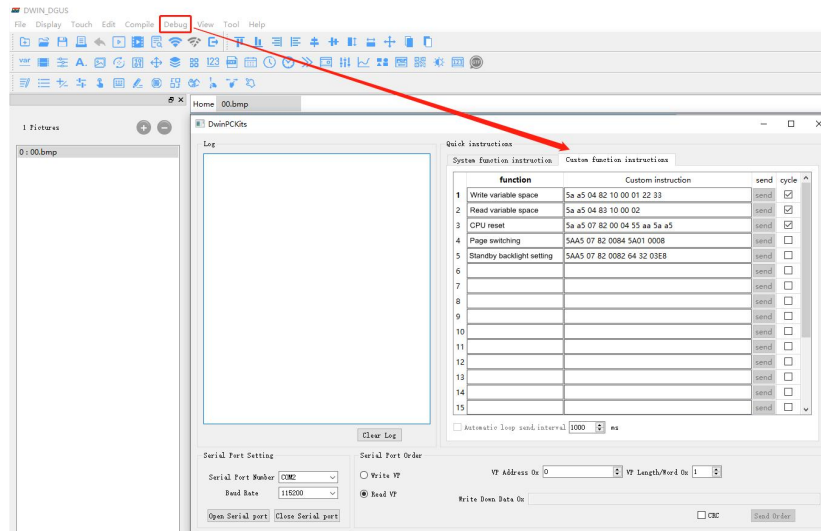 DWIN_DGUS
File Display Touch Edit Compile Debug View Tool Help
Home 00.bmp
1 Pictures
0 : 00.bmp
DwinPCKits
Log
Quick instructions
System function instruction Custom function instructions
function Custom instruction send cycle
1 Write variable space 5a a5 04 82 10 00 01 22 33 send
2 Read variable space 5a a5 04 83 10 00 02 send
3 CPU reset 5a a5 07 82 00 04 55 aa 5a a5 send
4 Page switching 5AA5 07 82 0084 5A01 0008 send
5 Standby backlight setting 5AA5 07 82 0082 64 32 03E8 send
6 send
7 send
8 send
9 send
10 send
11 send
12 send
13 send
14 send
15 send
Automatic loop send,interval 1000 ms
Clear Log
Serial Port Setting
Serial Port Number COM2
Baud Rate 115200
Open Serial port Close Serial port
Serial Port Order
Write VP
Read VP
VP Address 0x 0 VP Length/Word 0x 1
Write Down Data 0x
CRC Send Order